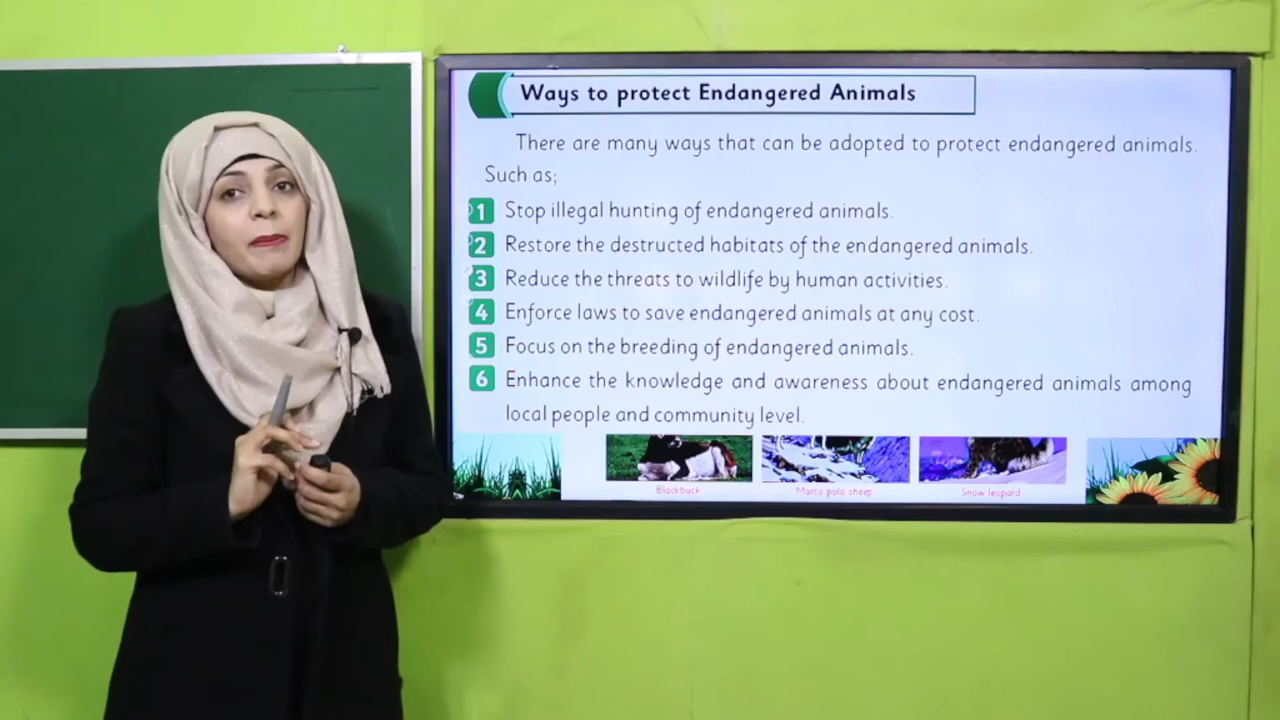 Ways to protect Endangered Animals
There are many ways that can be adopted to protect endangered animals.
Such as;
1 Stop illegal hunting of endangered animals.
2 Restore the destructed habitats of the endangered animals.
3 Reduce the threats to wildlife by human activities.
4 Enforce laws to save endangered animals at any cost.
5 Focus on the breeding of endangered animals.
6 Enhance the knowledge and awareness about endangered animals among
local people and community level.
Blackbuck
Marco polo sheep
Snow leopard